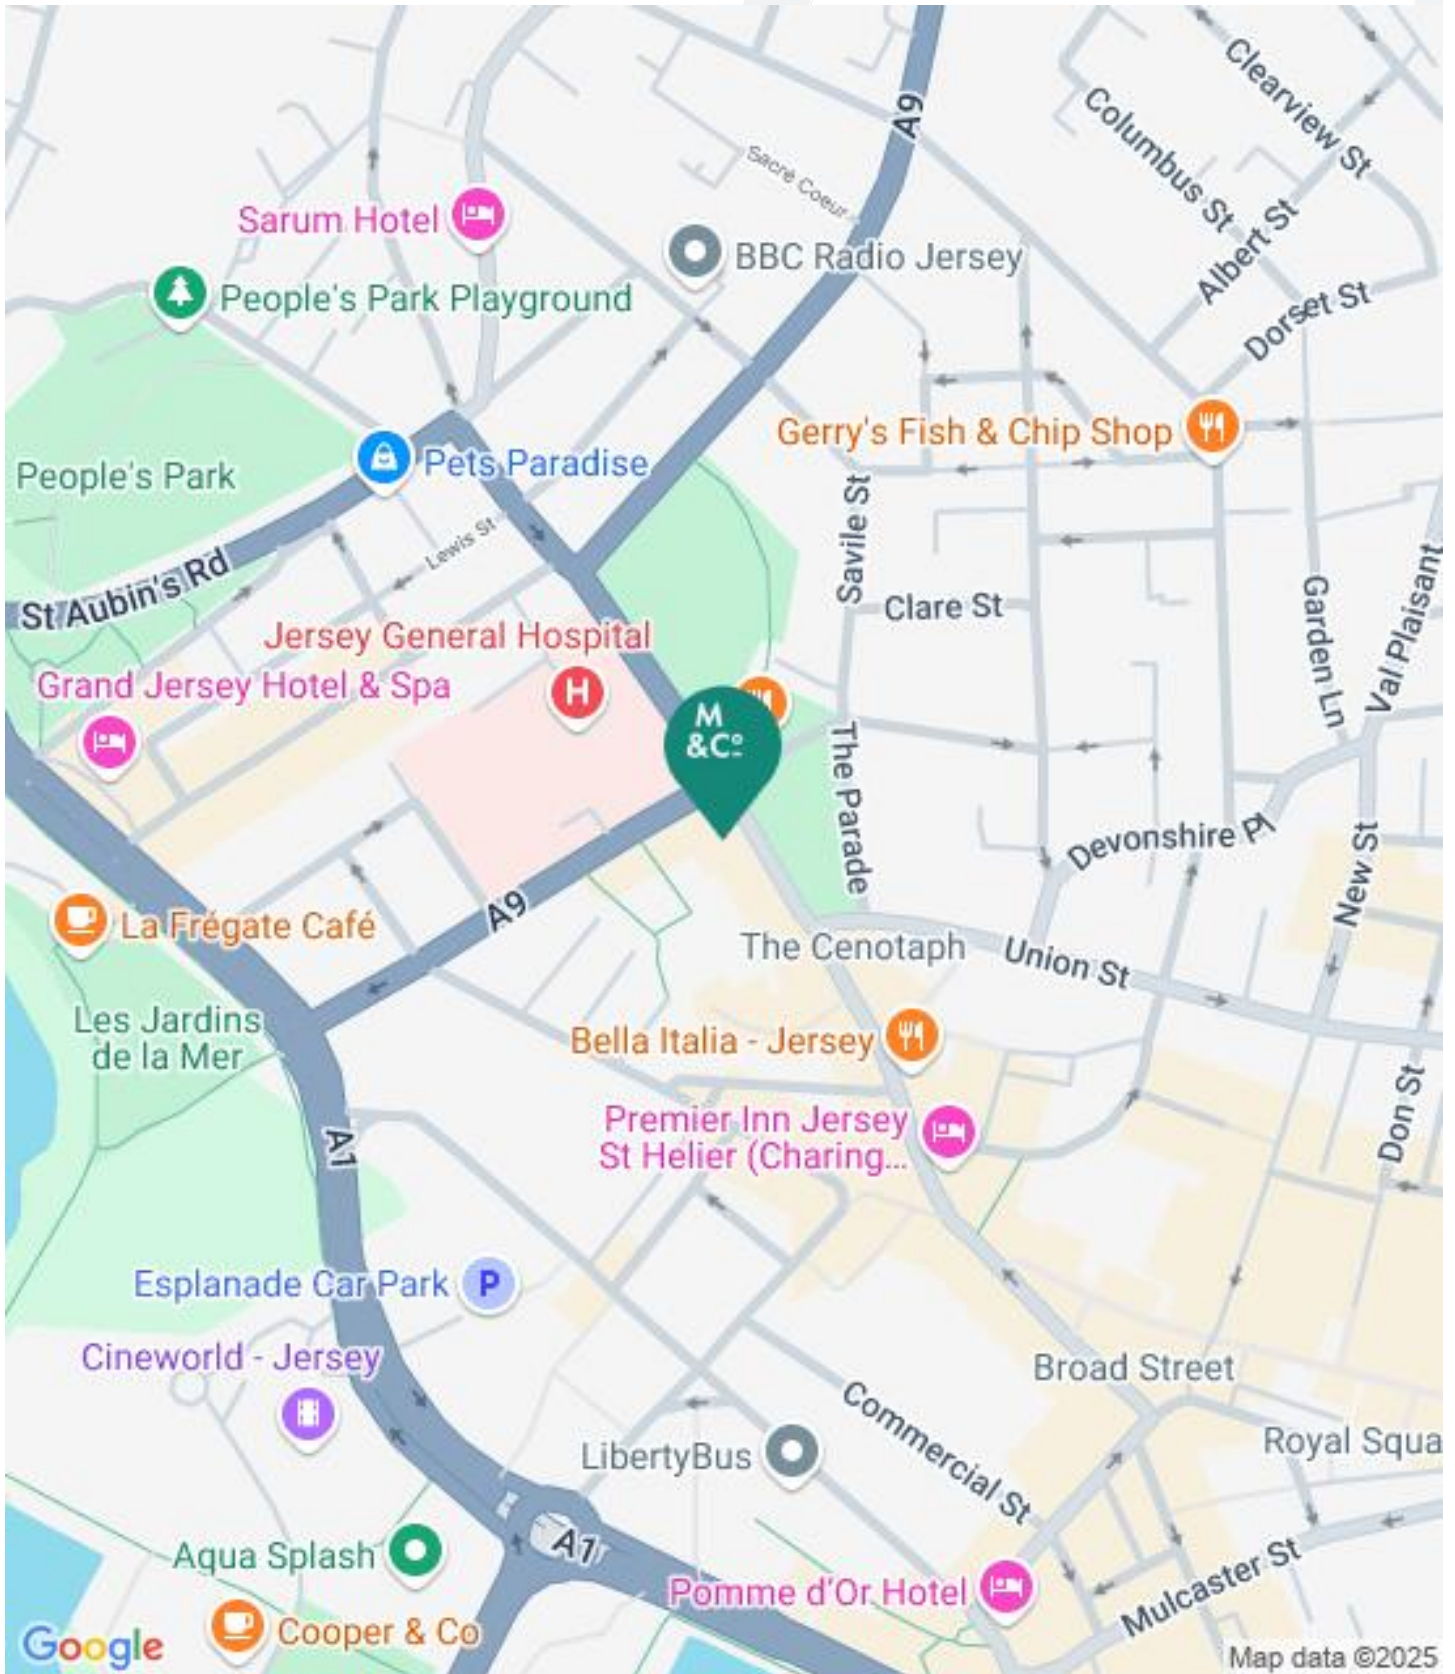 Clearview St
Columbus St
A9
Sacré Coeur
Albert St
Sarum Hotel
BBC Radio Jersey
People's Park Playground
Dorset St
Gerry's Fish & Chip Shop
Pets Paradise
People's Park
Saville St
Lewis St
Val Plaisant
St Aubin's Rd
Clare St
Garden Ln
Jersey General Hospital
H
Grand Jersey Hotel & Spa
M
&Cº
The Parade
Devonshire Pl
New St
A9
La Frégate Café
The Cenotaph
Union St
Les Jardins
de la Mer
Bella Italia - Jersey
Don St
Premier Inn Jersey
St Helier (Charing...
A1
Esplanade Car Park
P
Cineworld - Jersey
Broad Street
Commercial St
Royal Squa
LibertyBus
A1
Aqua Splash
Pomme d'Or Hotel
Mulcaster St
Cooper & Co
Google
Map data ©2025